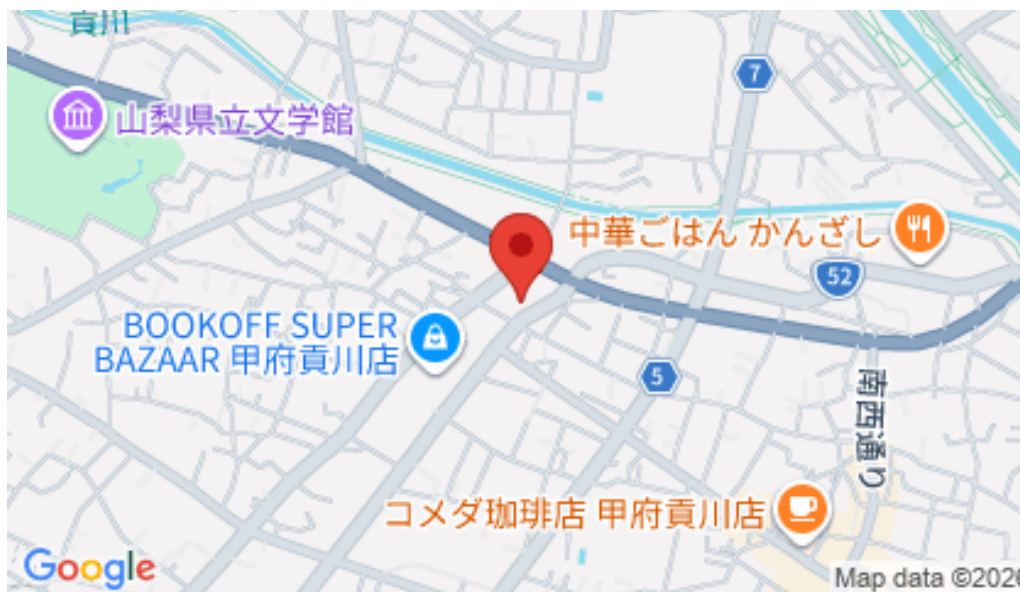 貢川
山梨県立文学館
7
中華ごはん かんざし
52
BOOKOFF SUPER
BAZAAR 甲府貢川店
5
南西通り
コメダ珈琲店 甲府貢川店
Google
Map data ©2026